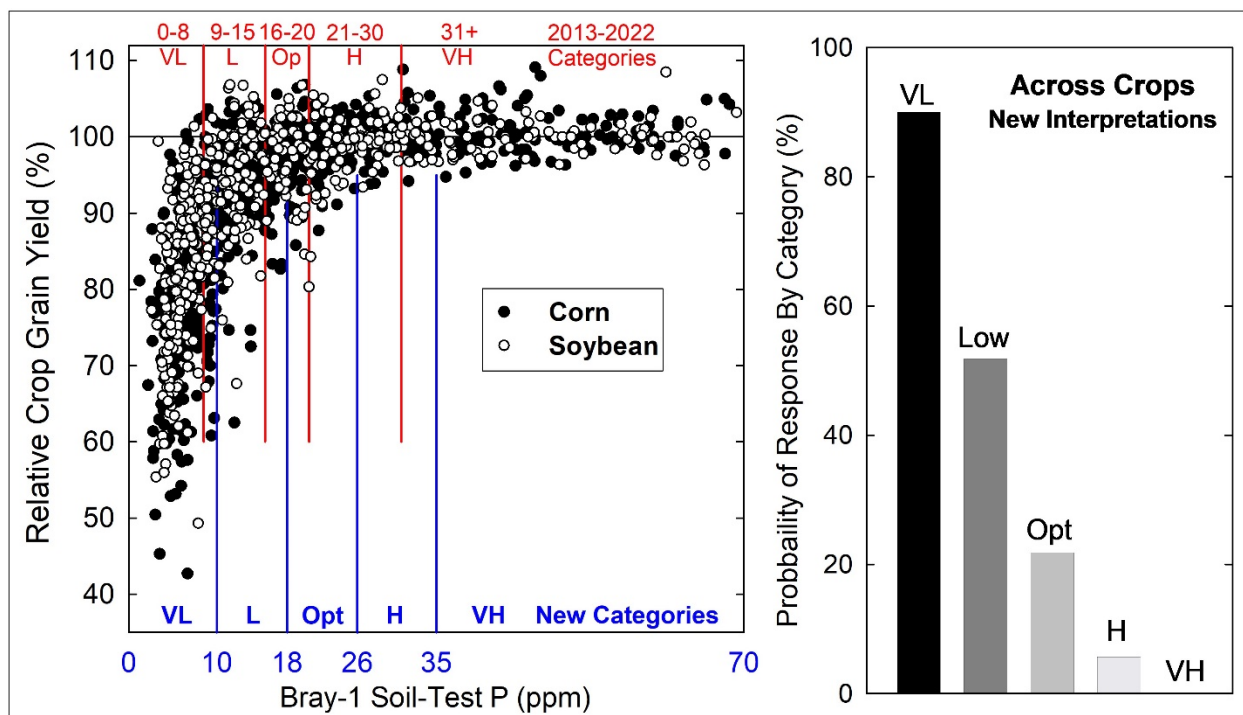 0-8 9-15 16-20 21-30 31+ 2013-2022
VL L Op H VH Categories
110
100
90
80
70
60
50
40
Relative Crop Grain Yield (%)
Corn
Soybean
VL L Opt H VH New Categories
0 10 18 26 35 70
Bray-1 Soil-Test P (ppm)
100
80
60
40
20
0
Probbaility of Response By Category (%)
Across Crops
New Interpretations
VL
Low
Opt
H
VH